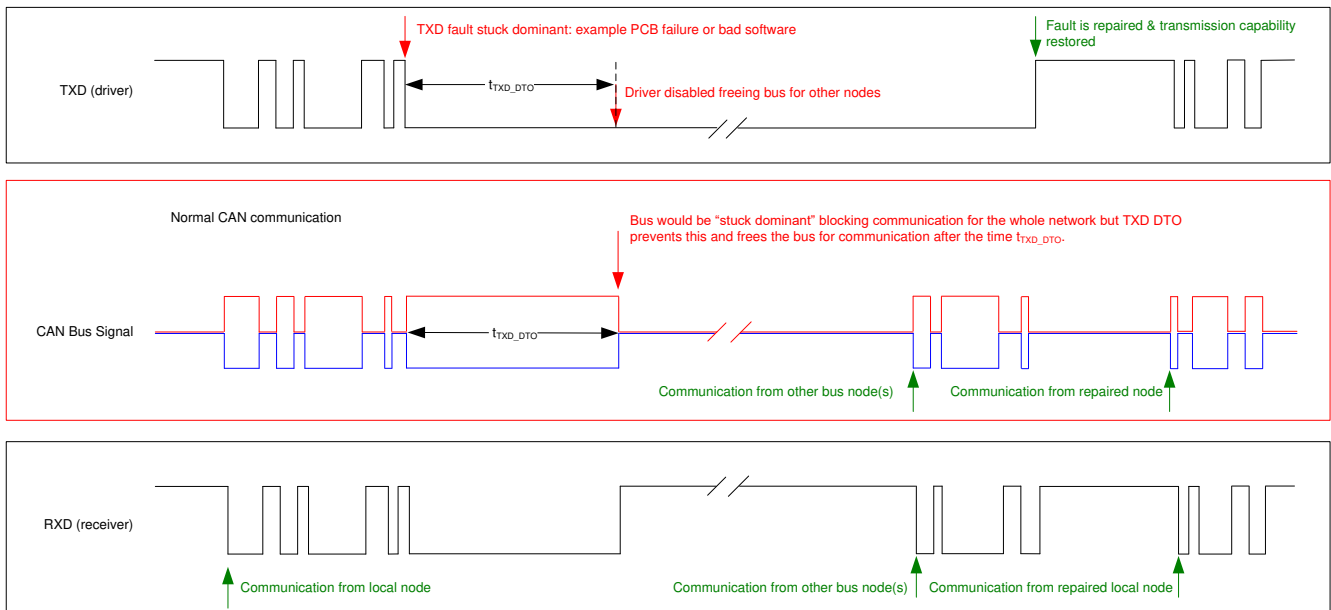 TXD fault stuck dominant: example PCB failure or bad software
Fault is repaired & transmission capability
restored
TXD (driver)
tTXD_DTO
Driver disabled freeing bus for other nodes
Normal CAN communication
Bus would be “stuck dominant” blocking communication for the whole network but TXD DTO
prevents this and frees the bus for communication after the time tTXD_DTO.
CAN Bus Signal
tTXD_DTO
Communication from other bus node(s)
Communication from repaired node
RXD (receiver)
Communication from local node
Communication from other bus node(s)
Communication from repaired local node